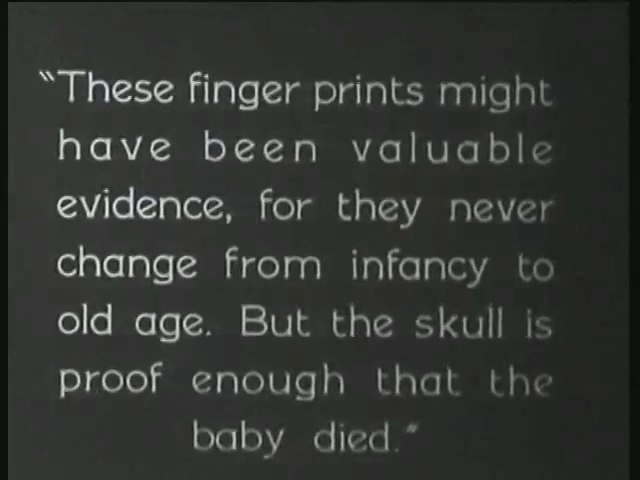 "These finger prints might
have been valuable
evidence, for they never
change from infancy to
old age. But the skull is
proof enough that the
baby died."